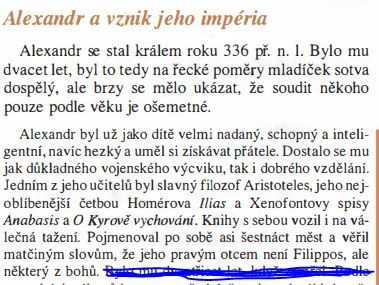 Alexandr a vznik jeho impéria
Alexandr se stal králem roku 336 př. n. l. Bylo mu
dvacet let, byl to tedy na řecké poměry mladíček sotva
dospělý, ale brzy se mělo ukázat, že soudit někoho
pouze podle věku je ošemetné.
Alexandr byl už jako dítě velmi nadaný, schopný a inteli-
gentní, navíc hezký a uměl si získávat přátele. Dostalo se mu
jak důkladného vojenského výcviku, tak i dobrého vzdělání.
Jedním z jeho učitelů byl slavný filozof Aristoteles, jeho nej-
oblíbenější četbou Homérova Ilias a Xenofontovy spisy
Anabasis a O Kyrově vychování. Knihy s sebou vozil i na vá-
lečná tažení. Pojmenoval po sobě asi šestnáct měst a věřil
matčiným slovům, že jeho pravým otcem není Filippos, ale
některý z bohů.